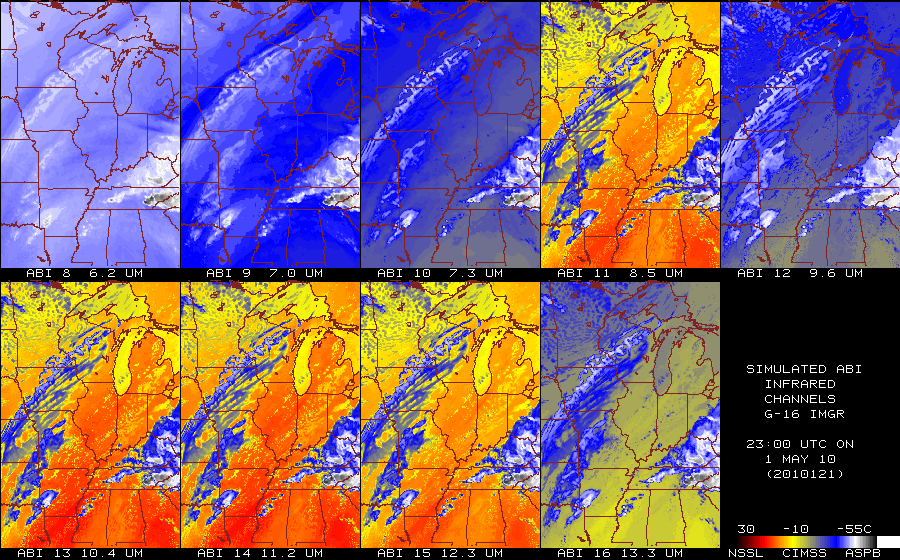 ABI 8 6.2 UM
ABI 9 7.0 UM
ABI 10 7.3 UM
ABI 11 8.5 UM
ABI 12 9.6 UM
SIMULATED ABI
INFRARED
CHANNELS
G-16 IMGR
23:00 UTC ON
1 MAY 10
(2010121)
30 -10 -55C
NSSL CIMSS ASPB
ABI 13 10.4 UM
ABI 14 11.2 UM
ABI 15 12.3 UM
ABI 16 13.3 UM